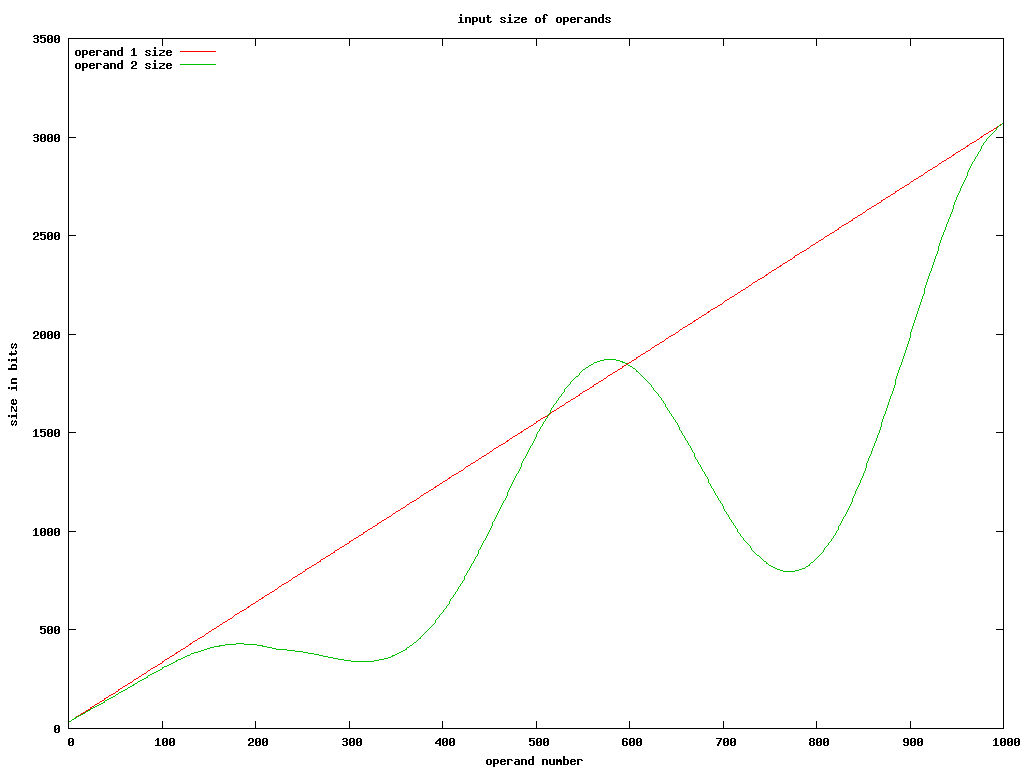 input size of operands
3500
operand 1 size
operand 2 size
3000
2500
2000
size in bits
1500
1000
500
0
0 100 200 300 400 500 600 700 800 900 1000
operand number